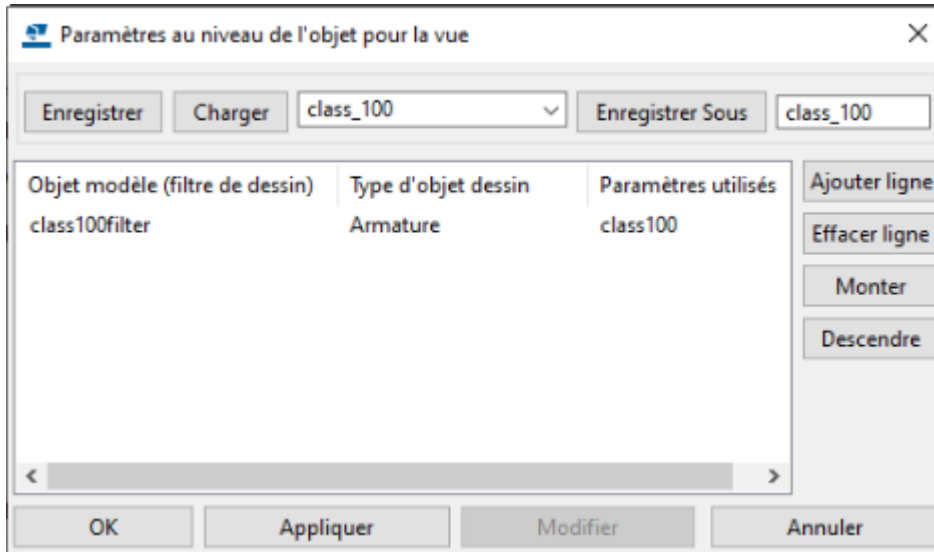 Paramètres au niveau de l'objet pour la vue
Enregistrer Charger class_100 Enregistrer Sous class_100
Objet modèle (filtre de dessin) Type d'objet dessin Paramètres utilisés
class100filter Armature class100
Ajouter ligne
Effacer ligne
Monter
Descendre
OK Appliquer Modifier Annuler